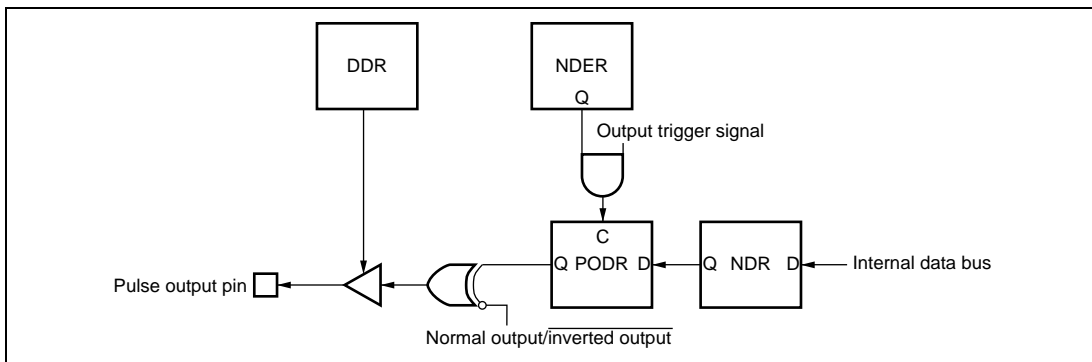 DDR
NDER
Q
Output trigger signal
C
Q PODR D
Q NDR D
Internal data bus
Pulse output pin
Normal output/inverted output